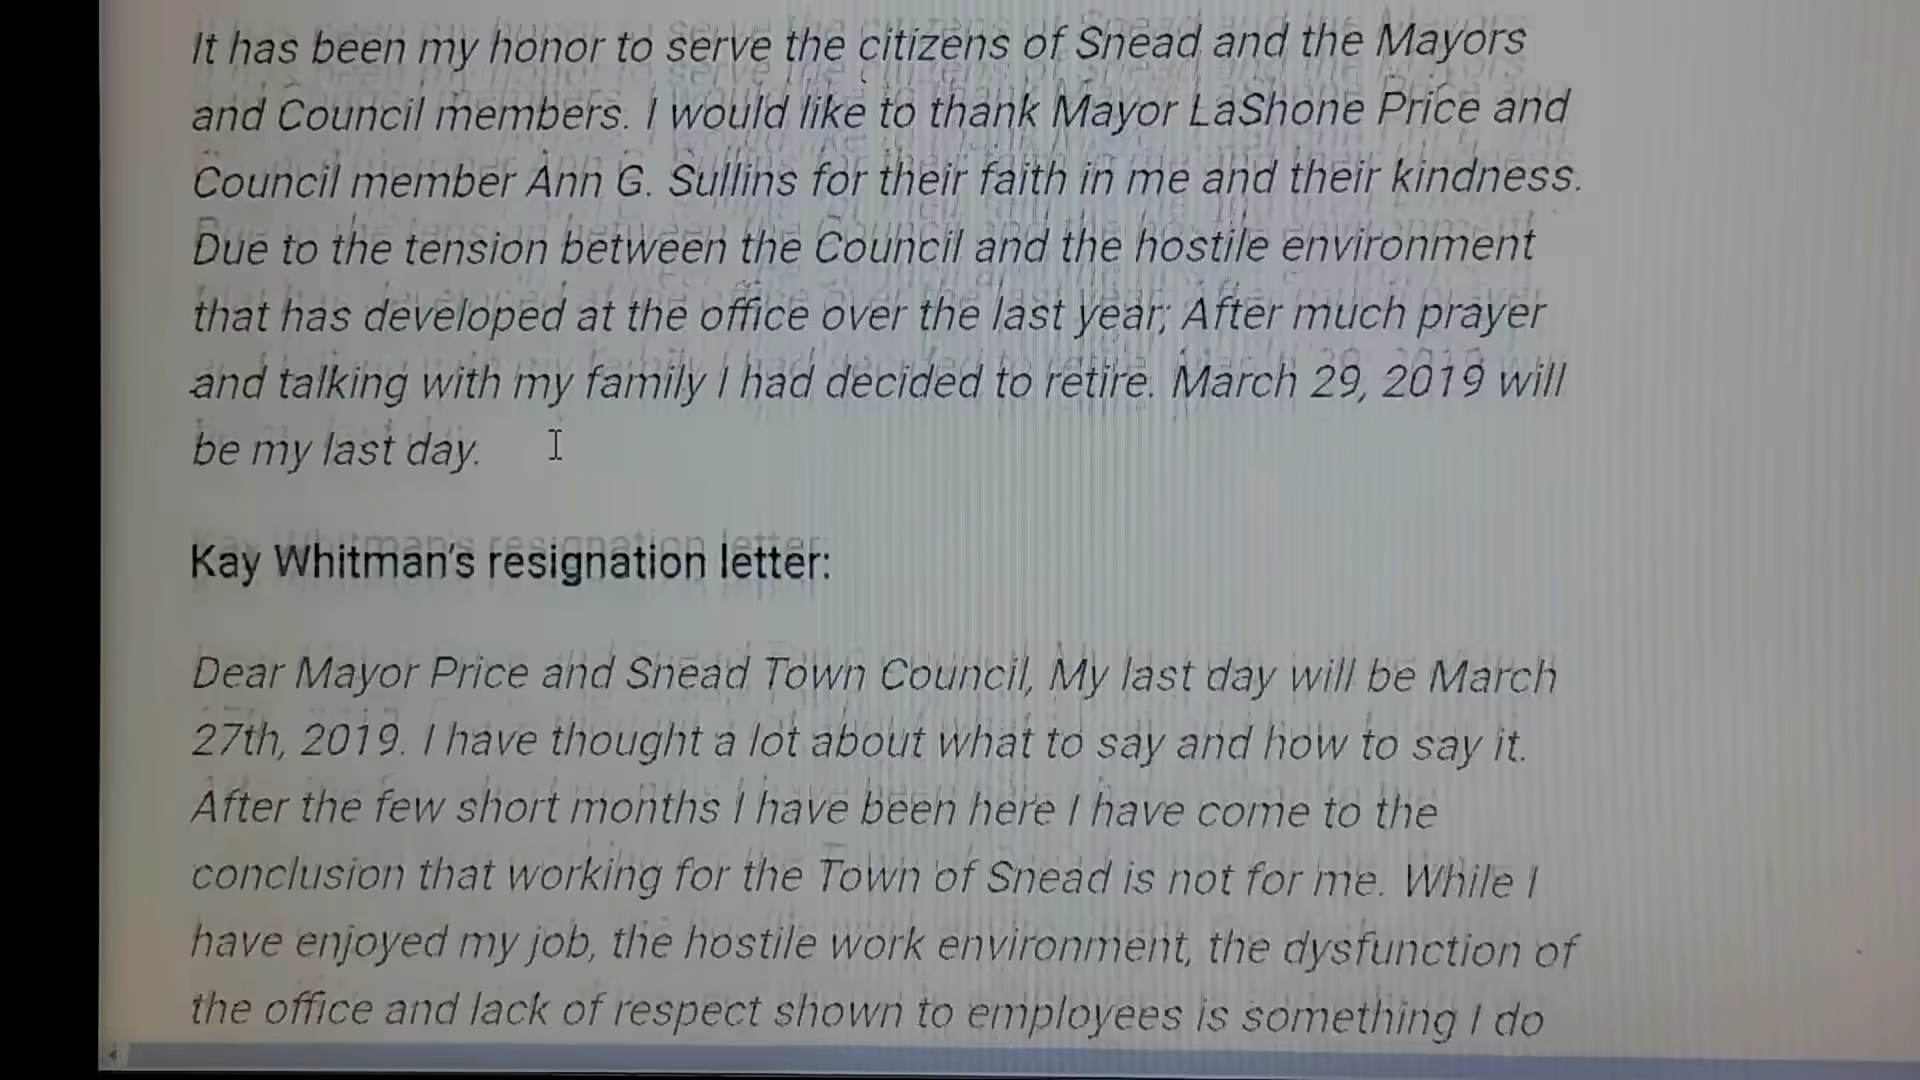 It has been my honor to serve the citizens of Snead and the Mayors
and Council members. I would like to thank Mayor LaShone Price and
Council member Ann G. Sullins for their faith in me and their kindness.
Due to the tension between the Council and the hostile environment
that has developed at the office over the last year; After much prayer
and talking with my family I had decided to retire. March 29, 2019 will
be my last day.
Kay Whitman's resignation letter:
Dear Mayor Price and Snead Town Council, My last day will be March
27th, 2019. I have thought a lot about what to say and how to say it.
After the few short months I have been here I have come to the
conclusion that working for the Town of Snead is not for me. While I
have enjoyed my job, the hostile work environment, the dysfunction of
the office and lack of respect shown to employees is something I do